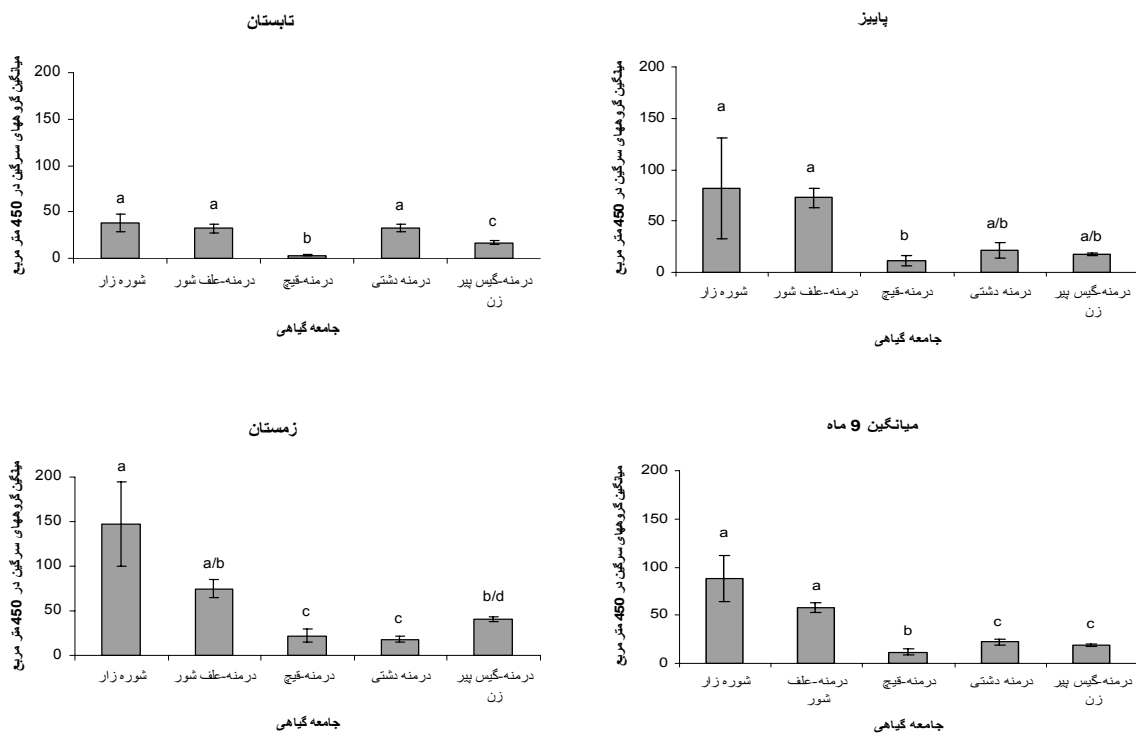 تابستان
میانگین گروههای سرگین در 450 متر مربع
200
150
100
50
0
a
a
b
a
c
شوره زار
درمنه-علف شور
درمنه-قیچ
درمنه دشتی
درمنه-گیس پیر
زن
جامعه گیاهی
پاییز
میانگین گروههای سرگین در 450 متر مربع
200
150
100
50
0
a
a
b
a/b
a/b
شوره زار
درمنه-علف شور
درمنه-قیچ
درمنه دشتی
درمنه-گیس پیر
زن
جامعه گیاهی
زمستان
میانگین گروههای سرگین در 450 متر مربع
200
150
100
50
0
a
a/b
c
c
b/d
شوره زار
درمنه-علف شور
درمنه-قیچ
درمنه دشتی
درمنه-گیس پیر
زن
جامعه گیاهی
میانگین 9 ماه
میانگین گروههای سرگین در 450 متر مربع
200
150
100
50
0
a
a
b
c
c
شوره زار
درمنه-علف
شور
درمنه-قیچ
درمنه دشتی
درمنه-گیس پیر
زن
جامعه گیاهی